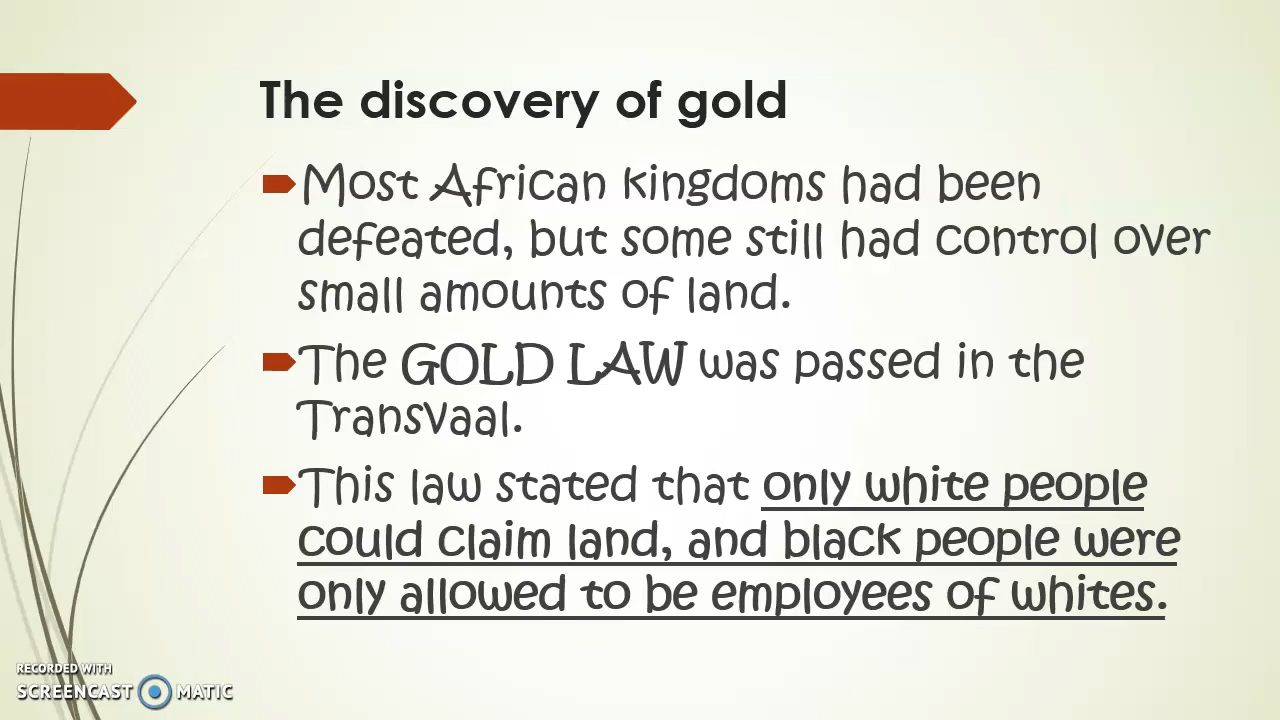 The discovery of gold
Most African kingdoms had been
defeated, but some still had control over
small amounts of land.
The GOLD LAW was passed in the
Transvaal.
This law stated that only white people
could claim land, and black people were
only allowed to be employees of whites.
RECORDED WITH
SCREENCAST MATIC